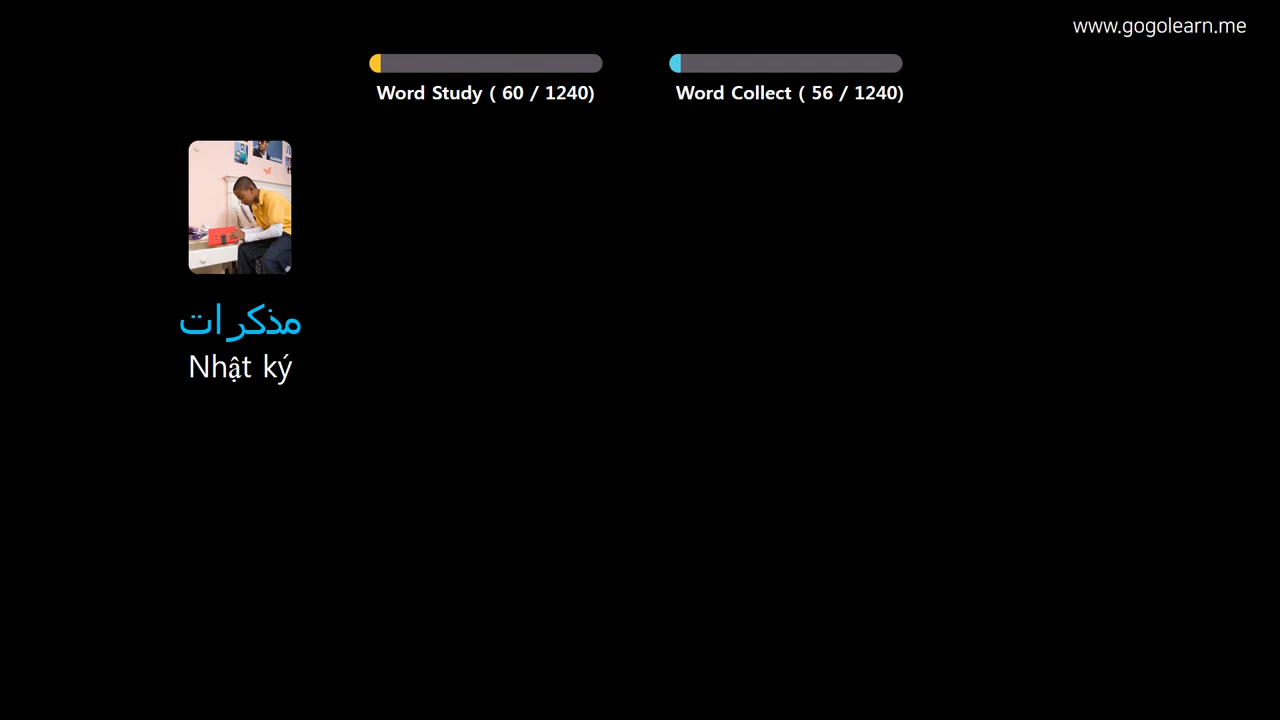 www.gogolearn.me
Word Study ( 60 / 1240)
Word Collect ( 56 / 1240)
مذكرات
Nhật ký